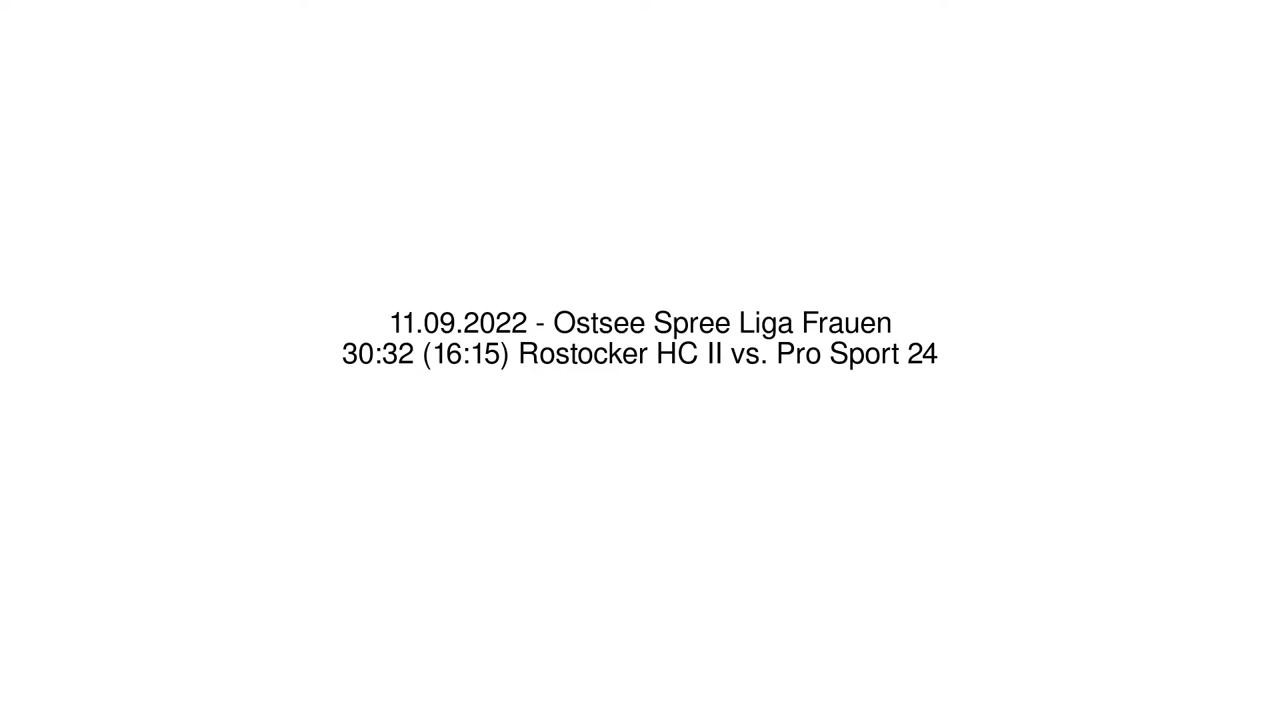 11.09.2022 - Ostsee Spree Liga Frauen
30:32 (16:15) Rostocker HC II vs. Pro Sport 24